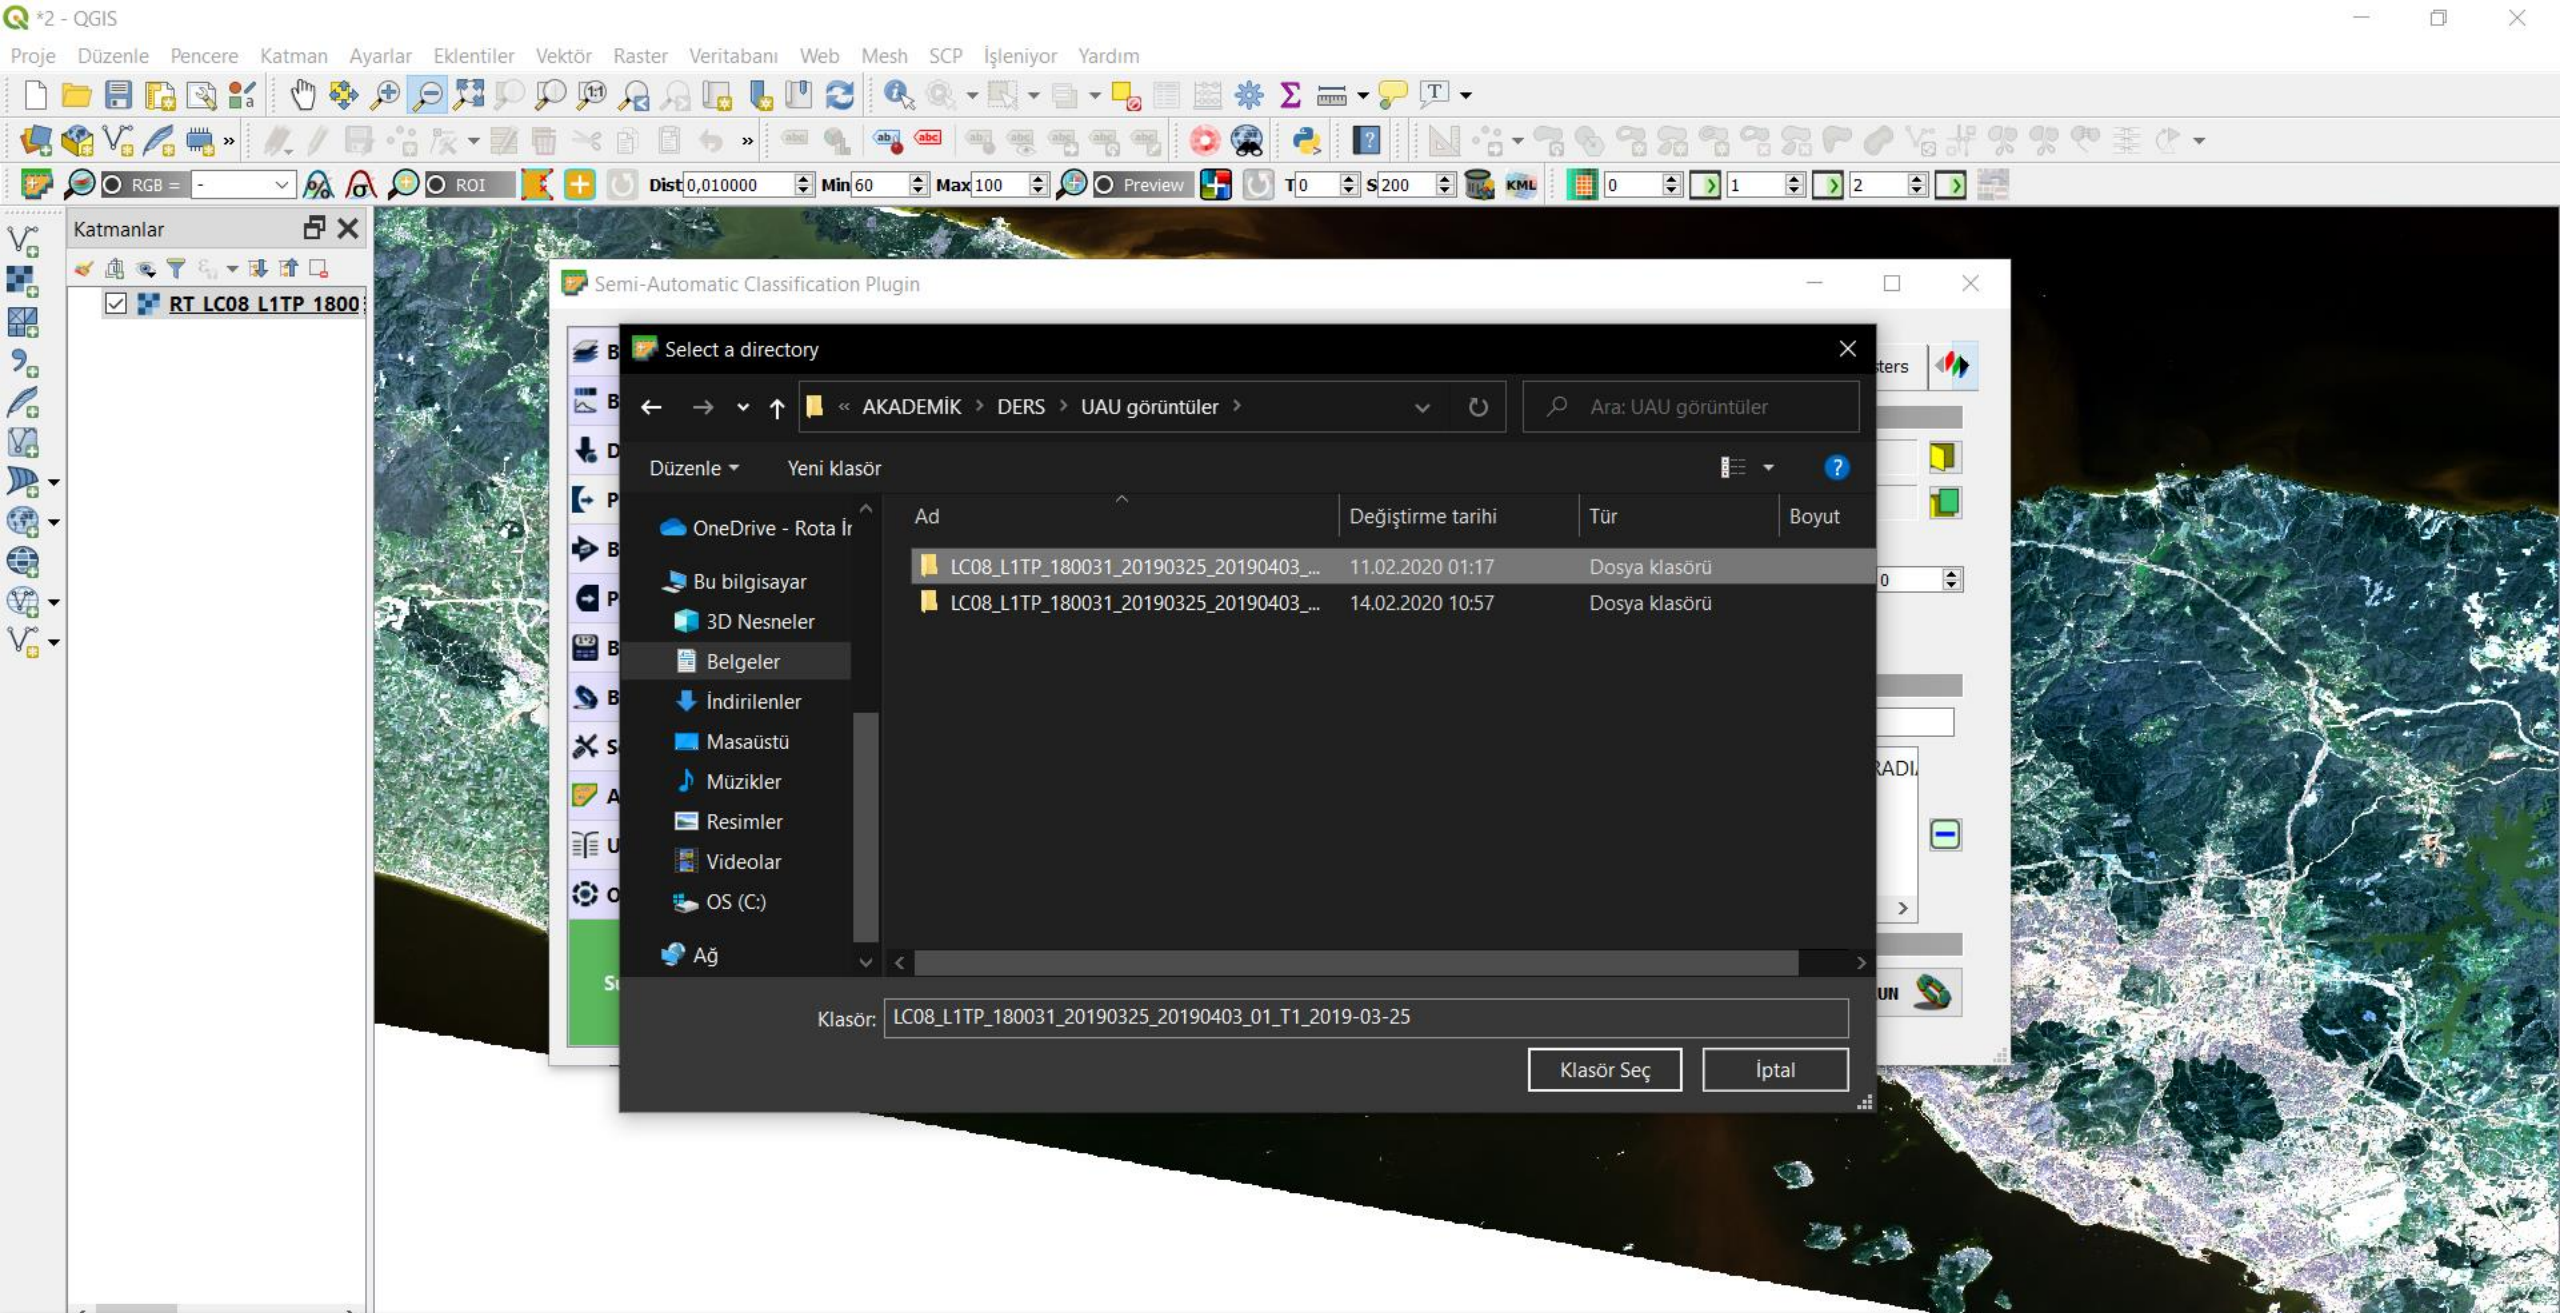 *2 - QGIS
Proje Düzenle Pencere Katman Ayarlar Eklentiler Vektör Raster Veritabanı Web Mesh SCP İşleniyor Yardım
RGB = - ROI Dist 0,010000 Min 60 Max 100 Preview T 0 S 200 KML 0 1 2
Katmanlar
RT LC08 L1TP 1800
Semi-Automatic Classification Plugin
Select a directory
« AKADEMİK > DERS > UAU görüntüler >
Ara: UAU görüntüler
Düzenle Yeni klasör
Ad Değiştirme tarihi Tür Boyut
LC08_L1TP_180031_20190325_20190403_... 11.02.2020 01:17 Dosya klasörü
LC08_L1TP_180031_20190325_20190403_... 14.02.2020 10:57 Dosya klasörü
OneDrive - Rota İr
Bu bilgisayar
3D Nesneler
Belgeler
İndirilenler
Masaüstü
Müzikler
Resimler
Videolar
OS (C:)
Ağ
Klasör: LC08_L1TP_180031_20190325_20190403_01_T1_2019-03-25
Klasör Seç İptal
0